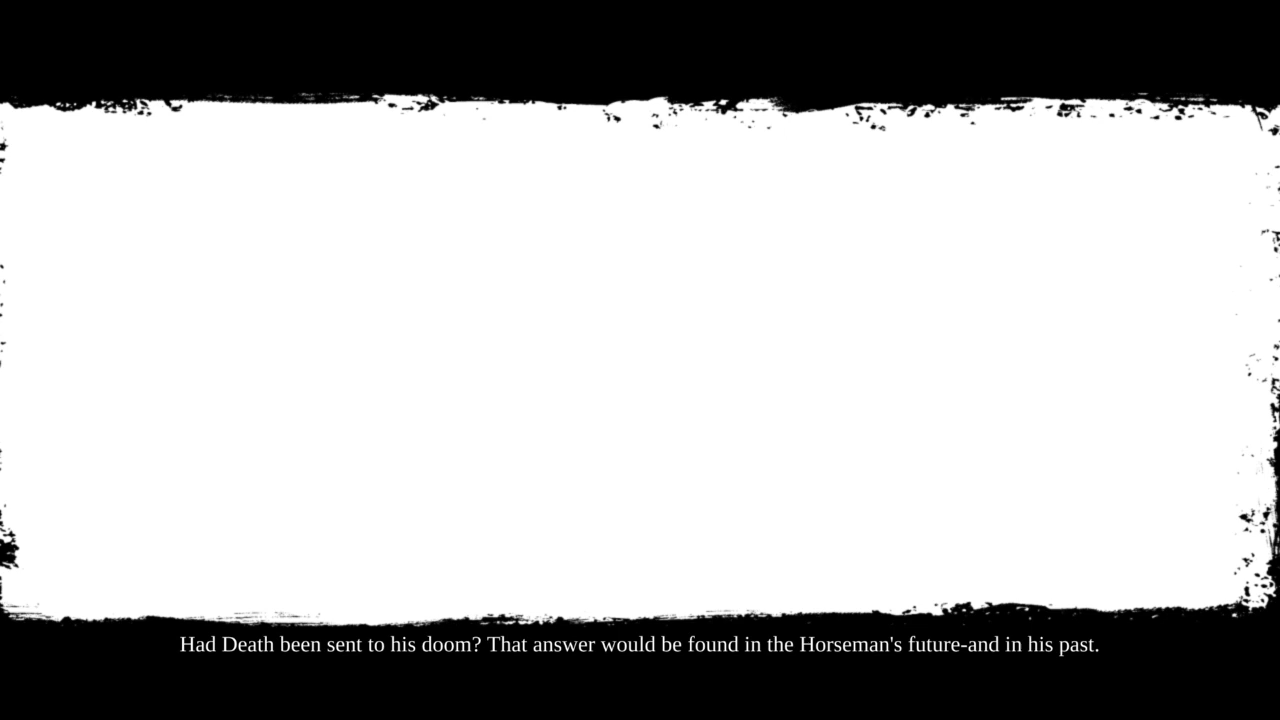 Had Death been sent to his doom? That answer would be found in the Horseman's future-and in his past.